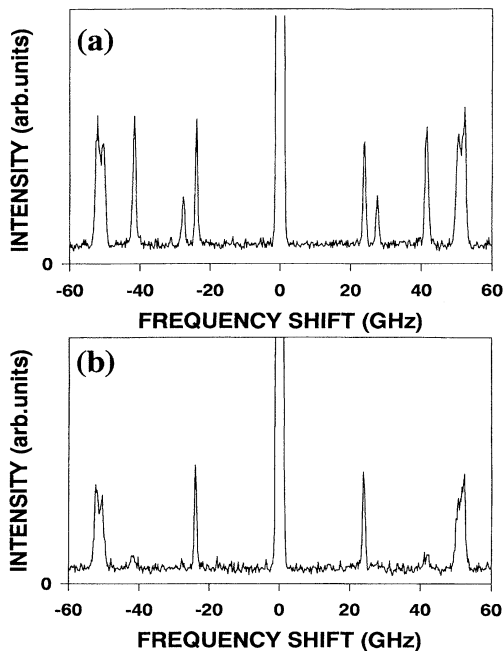 (a)
INTENSITY (arb.units)
0
-60 -40 -20 0 20 40 60
FREQUENCY SHIFT (GHz)
(b)
INTENSITY (arb.units)
0
-60 -40 -20 0 20 40 60
FREQUENCY SHIFT (GHz)